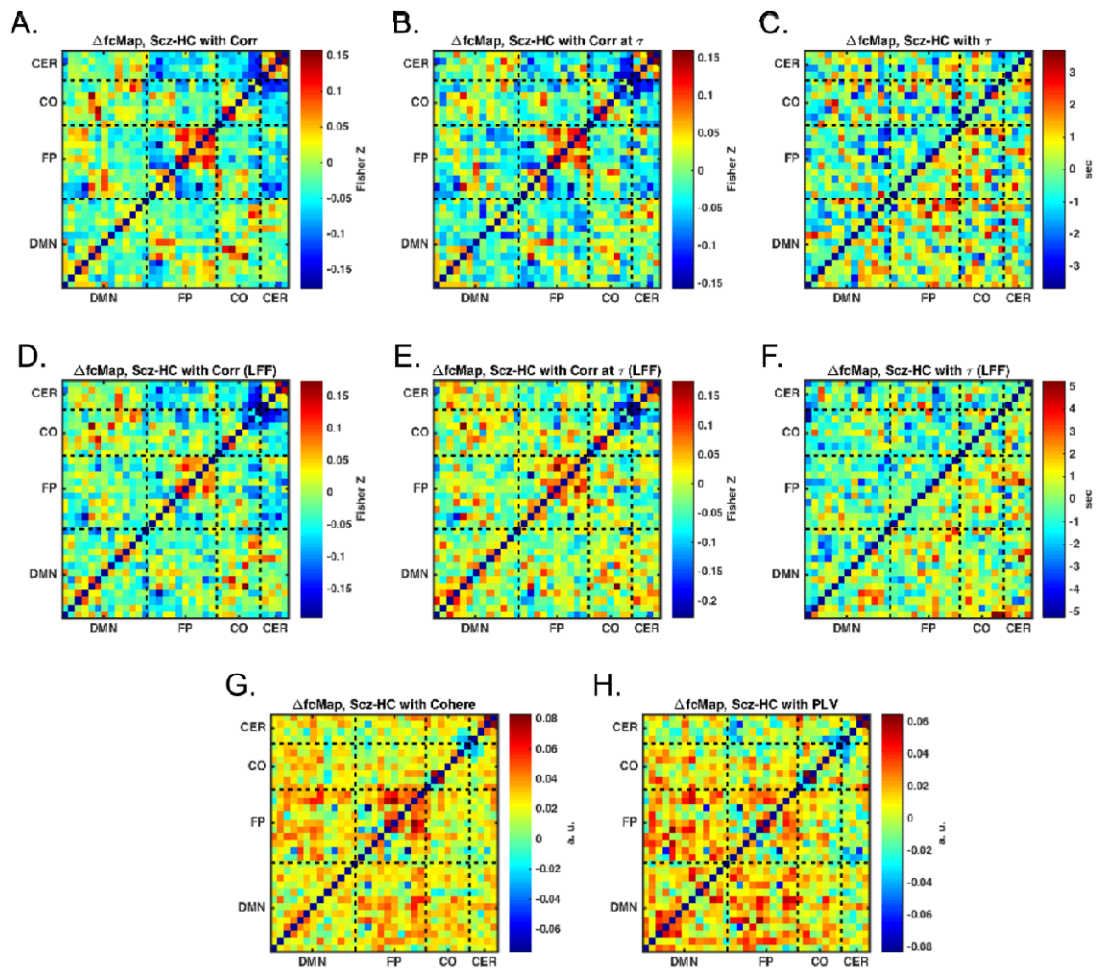 A.
ΔfcMap, Scz-HC with Corr
CER
CO
FP
DMN
DMN FP CO CER
0.15
0.1
0.05
0
-0.05
-0.1
-0.15
Fisher Z
B.
ΔfcMap, Scz-HC with Corr at τ
CER
CO
FP
DMN
DMN FP CO CER
0.15
0.1
0.05
0
-0.05
-0.1
-0.15
Fisher Z
C.
ΔfcMap, Scz-HC with τ
CER
CO
FP
DMN
DMN FP CO CER
3
2
1
0
-1
-2
-3
sec
D.
ΔfcMap, Scz-HC with Corr (LFF)
CER
CO
FP
DMN
DMN FP CO CER
0.15
0.1
0.05
0
-0.05
-0.1
-0.15
Fisher Z
E.
ΔfcMap, Scz-HC with Corr at τ (LFF)
CER
CO
FP
DMN
DMN FP CO CER
0.15
0.1
0.05
0
-0.05
-0.1
-0.15
-0.2
Fisher Z
F.
ΔfcMap, Scz-HC with τ (LFF)
CER
CO
FP
DMN
DMN FP CO CER
5
4
3
2
1
0
-1
-2
-3
-4
-5
sec
G.
ΔfcMap, Scz-HC with Cohere
CER
CO
FP
DMN
DMN FP CO CER
0.08
0.06
0.04
0.02
0
-0.02
-0.04
-0.06
a. u.
H.
ΔfcMap, Scz-HC with PLV
CER
CO
FP
DMN
DMN FP CO CER
0.06
0.04
0.02
0
-0.02
-0.04
-0.06
-0.08
a. u.